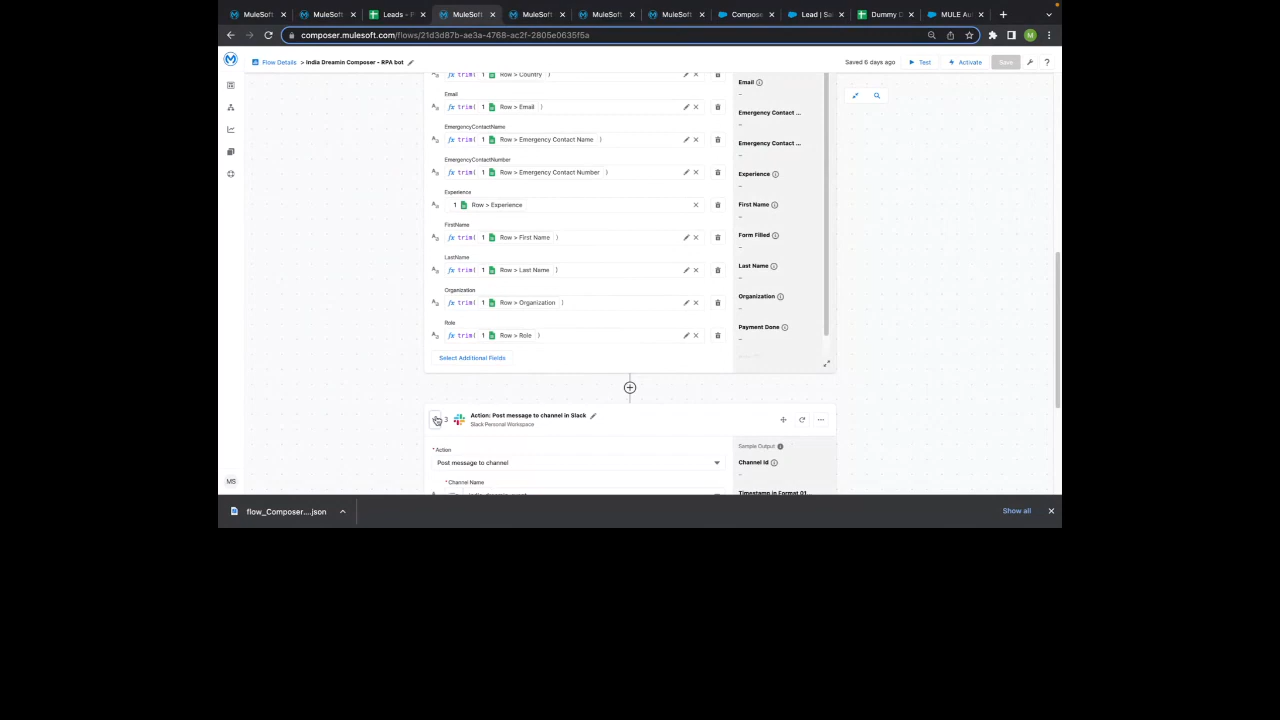 MuleSoft
MuleSoft
Leads - F
MuleSoft
MuleSoft
MuleSoft
MuleSoft
Compose
Lead | Sa
Dummy D
MULE Au
composer.mulesoft.com/flows/21d3d87b-ae3a-4768-ac2f-2805e0635f5a
M
Flow Details > India Dreamin Composer - RPA bot
Saved 6 days ago
Test
Activate
Save
?
fx trim( 1 Row > Country )
Email
fx trim( 1 Row > Email )
EmergencyContactName
fx trim( 1 Row > Emergency Contact Name )
EmergencyContactNumber
fx trim( 1 Row > Emergency Contact Number )
Experience
1 Row > Experience
FirstName
fx trim( 1 Row > First Name )
LastName
fx trim( 1 Row > Last Name )
Organization
fx trim( 1 Row > Organization )
Role
fx trim( 1 Row > Role )
Select Additional Fields
Email
–
Emergency Contact ...
–
Emergency Contact ...
–
Experience
–
First Name
–
Form Filled
–
Last Name
–
Organization
–
Payment Done
–
3
Action: Post message to channel in Slack
Slack Personal Workspace
* Action
Post message to channel
* Channel Name
Sample Output
Channel Id
–
Timestamp in Format 01...
MS
flow_Composer....json
Show all